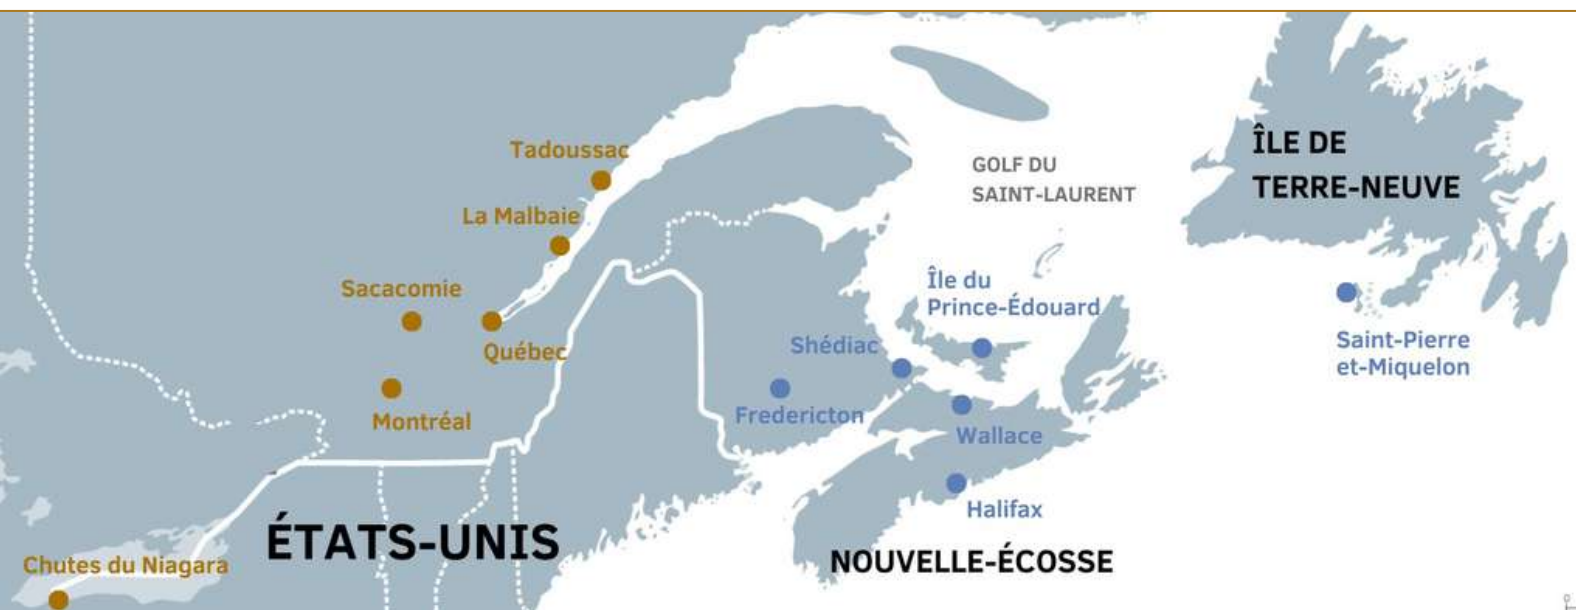 Tadoussac
La Malbaie
Sacacomie
Québec
Montréal
Chutes du Niagara
ÉTATS-UNIS
GOLF DU
SAINT-LAURENT
ÎLE DE
TERRE-NEUVE
Île du
Prince-Édouard
Shédiac
Fredericton
Wallace
Halifax
NOUVELLE-ÉCOSSE
Saint-Pierre
et-Miquelon